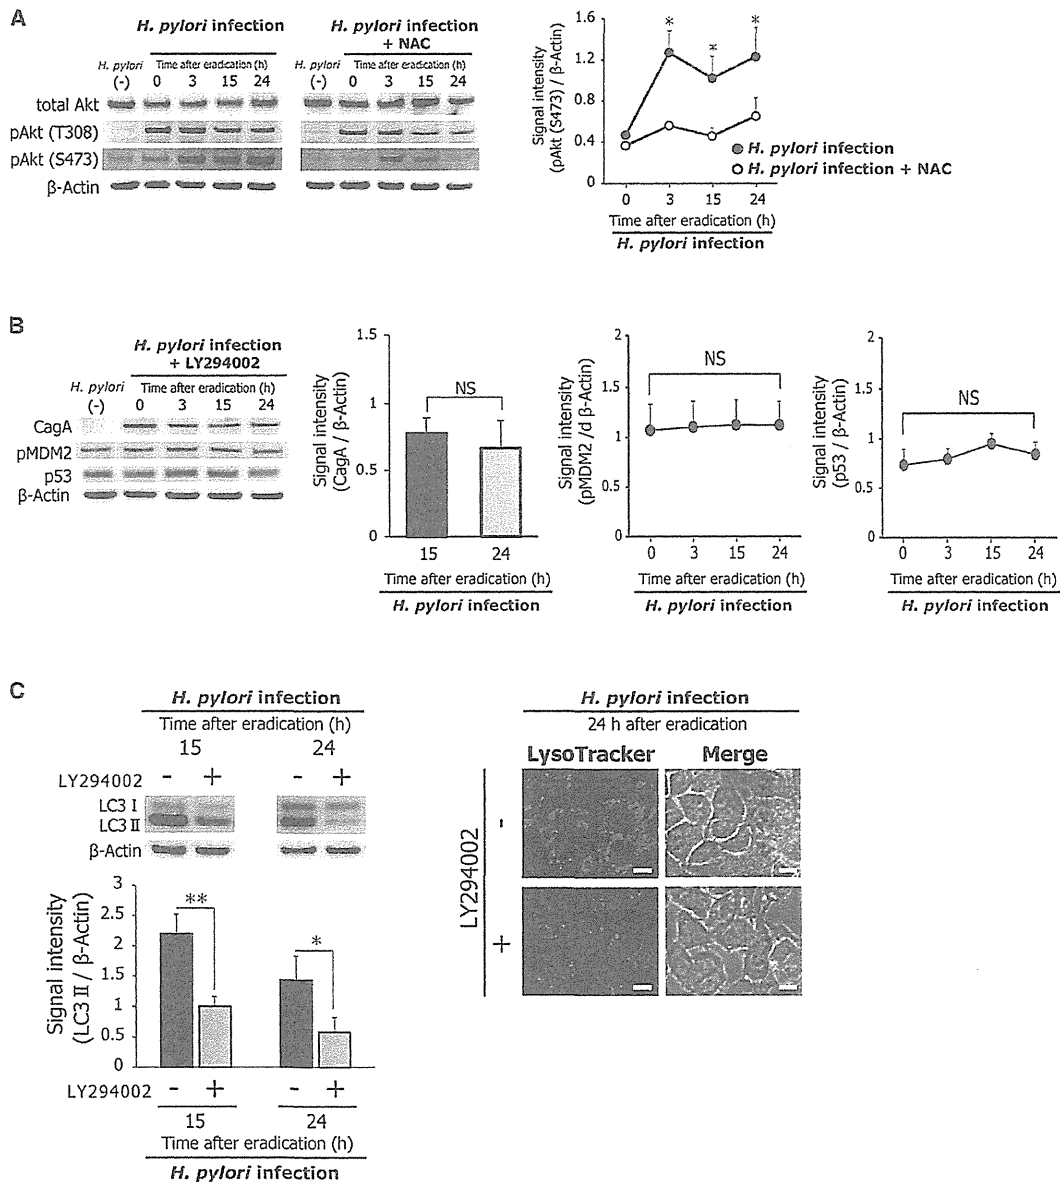 A
H. pylori infection
H. pylori infection
+ NAC
H. pylori
(-)
Time after eradication (h)
0 3 15 24
H. pylori
(-)
Time after eradication (h)
0 3 15 24
total Akt
pAkt (T308)
pAkt (S473)
β-Actin
Signal intensity
(pAkt (S473) / β-Actin)
1.6
1.2
0.8
0.4
0
* * *
H. pylori infection
H. pylori infection + NAC
0 3 15 24
Time after eradication (h)
H. pylori infection
B
H. pylori infection
+ LY294002
H. pylori
(-)
Time after eradication (h)
0 3 15 24
CagA
pMDM2
p53
β-Actin
Signal intensity
(CagA / β-Actin)
1.5
1
0.5
0
NS
15 24
Time after eradication (h)
H. pylori infection
Signal intensity
(pMDM2 /d β-Actin)
2
1.5
1
0.5
0
NS
0 3 15 24
Time after eradication (h)
H. pylori infection
Signal intensity
(p53 / β-Actin)
2
1.5
1
0.5
0
NS
0 3 15 24
Time after eradication (h)
H. pylori infection
C
H. pylori infection
Time after eradication (h)
15 24
LY294002 - + - +
LC3 I
LC3 II
β-Actin
Signal intensity
(LC3 II / β-Actin)
3
2.5
2
1.5
1
0.5
0
**
*
LY294002 - + - +
15 24
Time after eradication (h)
H. pylori infection
H. pylori infection
24 h after eradication
LysoTracker Merge
LY294002
-
+